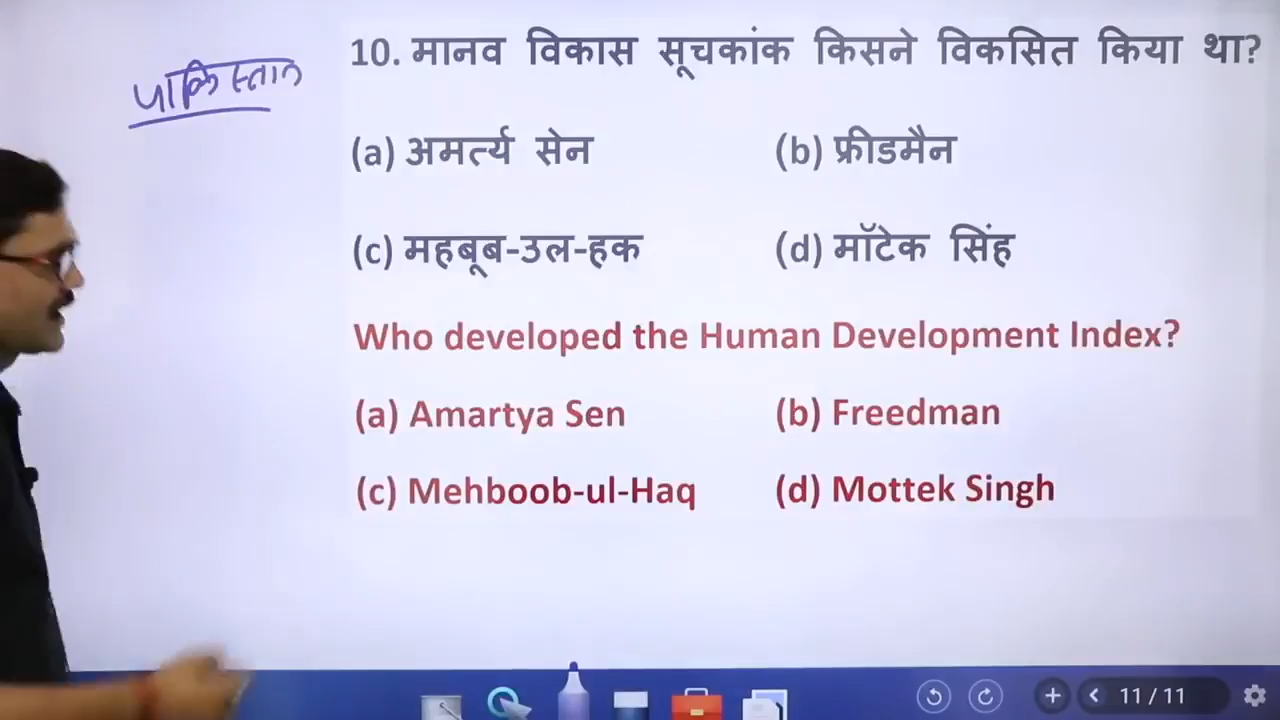 पाकिस्तान
10. मानव विकास सूचकांक किसने विकसित किया था?
(a) अमर्त्य सेन (b) फ्रीडमैन
(c) महबूब-उल-हक (d) मॉटेक सिंह
Who developed the Human Development Index?
(a) Amartya Sen (b) Freedman
(c) Mehboob-ul-Haq (d) Mottek Singh
11 / 11